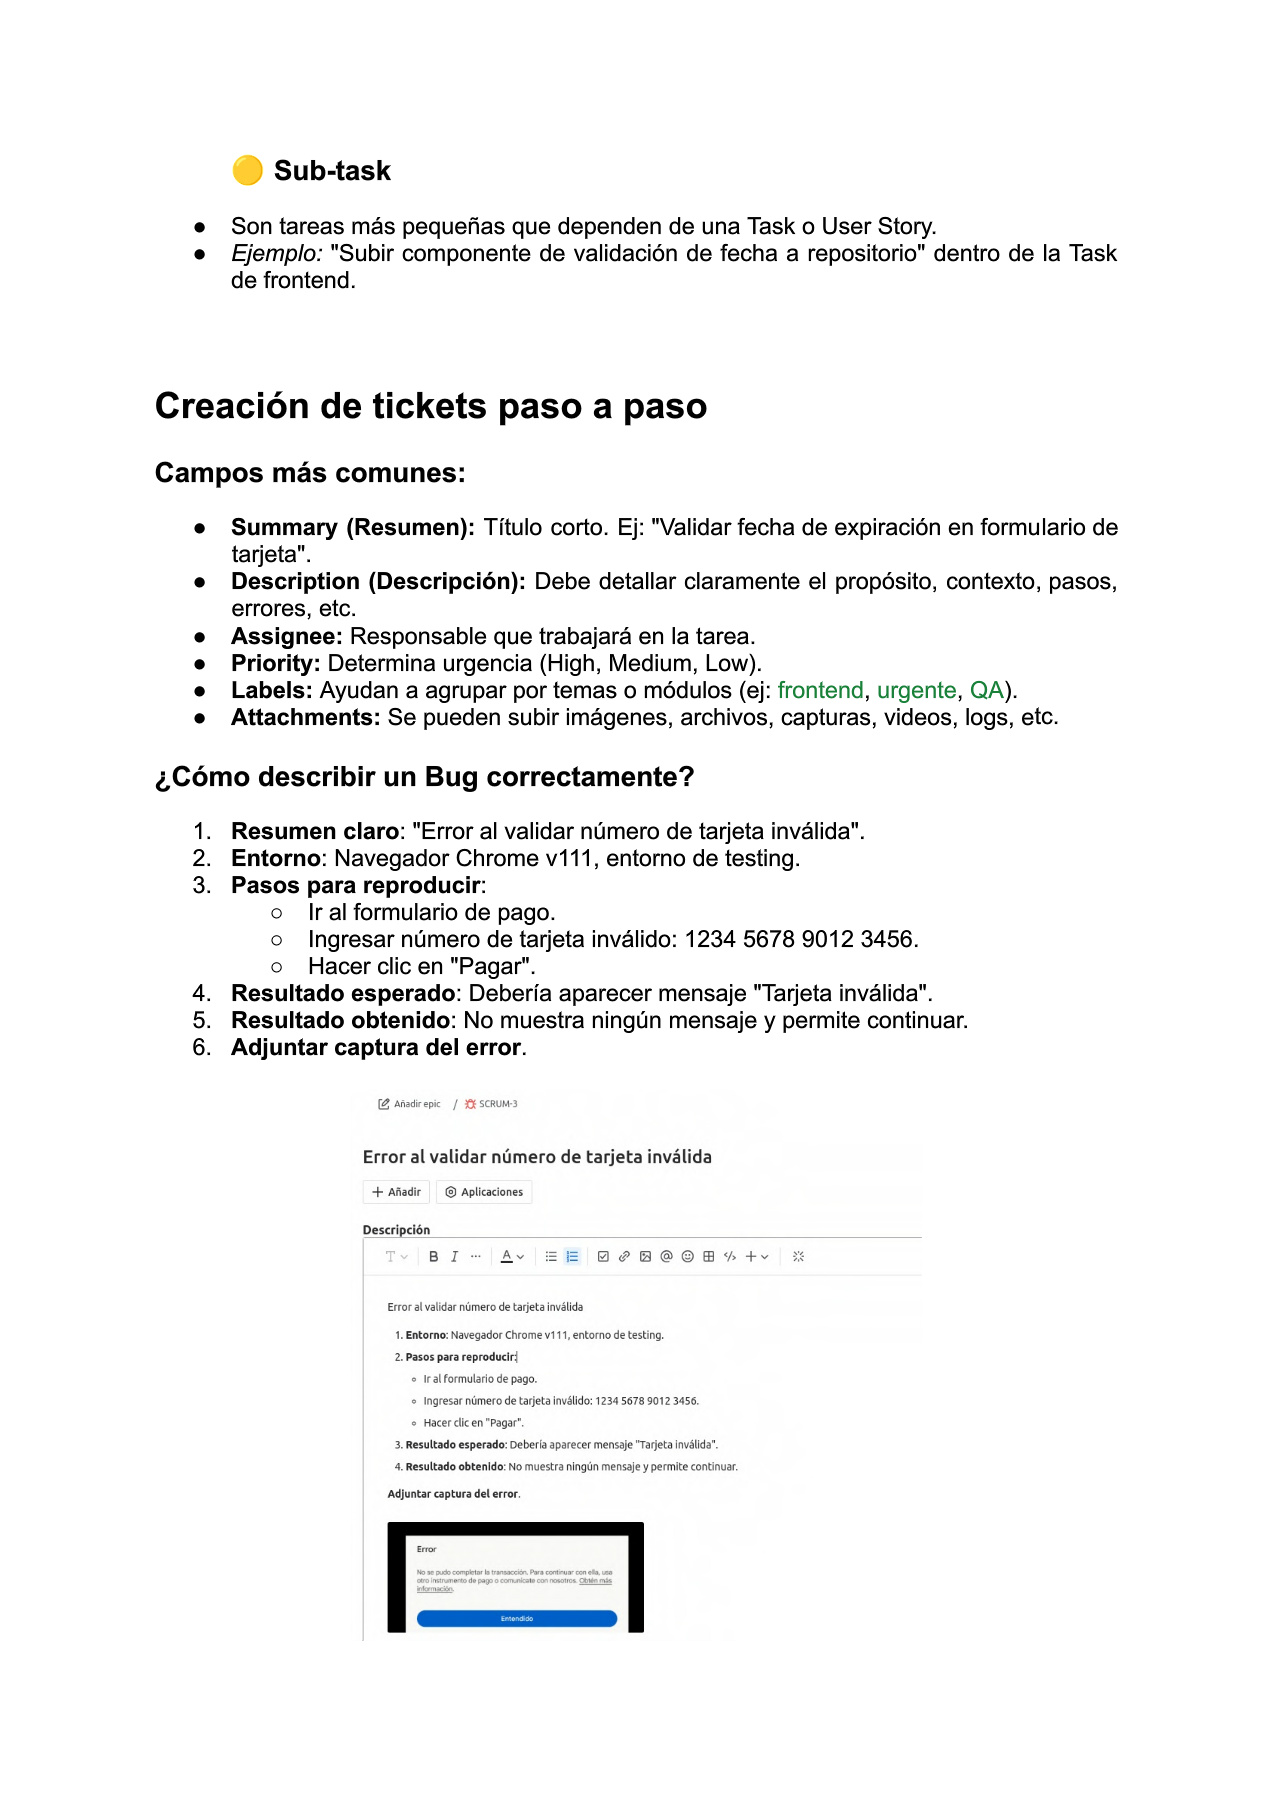 Sub-task
● Son tareas más pequeñas que dependen de una Task o User Story.
● Ejemplo: "Subir componente de validación de fecha a repositorio" dentro de la Task
de frontend.
Creación de tickets paso a paso
Campos más comunes:
● Summary (Resumen): Título corto. Ej: "Validar fecha de expiración en formulario de
tarjeta".
● Description (Descripción): Debe detallar claramente el propósito, contexto, pasos,
errores, etc.
● Assignee: Responsable que trabajará en la tarea.
● Priority: Determina urgencia (High, Medium, Low).
● Labels: Ayudan a agrupar por temas o módulos (ej: frontend, urgente, QA).
● Attachments: Se pueden subir imágenes, archivos, capturas, videos, logs, etc.
¿Cómo describir un Bug correctamente?
1. Resumen claro: "Error al validar número de tarjeta inválida".
2. Entorno: Navegador Chrome v111, entorno de testing.
3. Pasos para reproducir:
○ Ir al formulario de pago.
○ Ingresar número de tarjeta inválido: 1234 5678 9012 3456.
○ Hacer clic en "Pagar".
4. Resultado esperado: Debería aparecer mensaje "Tarjeta inválida".
5. Resultado obtenido: No muestra ningún mensaje y permite continuar.
6. Adjuntar captura del error.
Añadir epic / SCRUM-3
Error al validar número de tarjeta inválida
+ Añadir Aplicaciones
Descripción
T B I ... A
Error al validar número de tarjeta inválida
1. Entorno: Navegador Chrome v111, entorno de testing.
2. Pasos para reproducir:
○ Ir al formulario de pago.
○ Ingresar número de tarjeta inválido: 1234 5678 9012 3456.
○ Hacer clic en "Pagar".
3. Resultado esperado: Debería aparecer mensaje "Tarjeta inválida".
4. Resultado obtenido: No muestra ningún mensaje y permite continuar.
Adjuntar captura del error.
Error
No se pudo completar la transacción. Para continuar con ella, usa
otro instrumento de pago o comunícate con nosotros. Obtén más
información.
Entendido